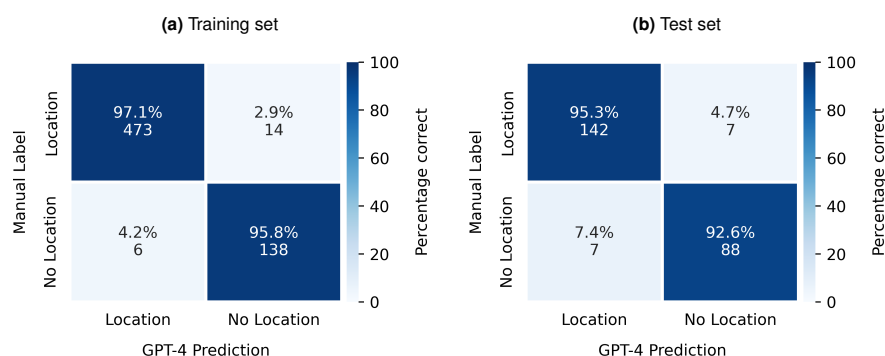 (a) Training set
Manual Label
Location
No Location
97.1%
473
2.9%
14
4.2%
6
95.8%
138
Location
No Location
GPT-4 Prediction
100
80
60
40
20
0
Percentage correct
(b) Test set
Manual Label
Location
No Location
95.3%
142
4.7%
7
7.4%
7
92.6%
88
Location
No Location
GPT-4 Prediction
100
80
60
40
20
0
Percentage correct